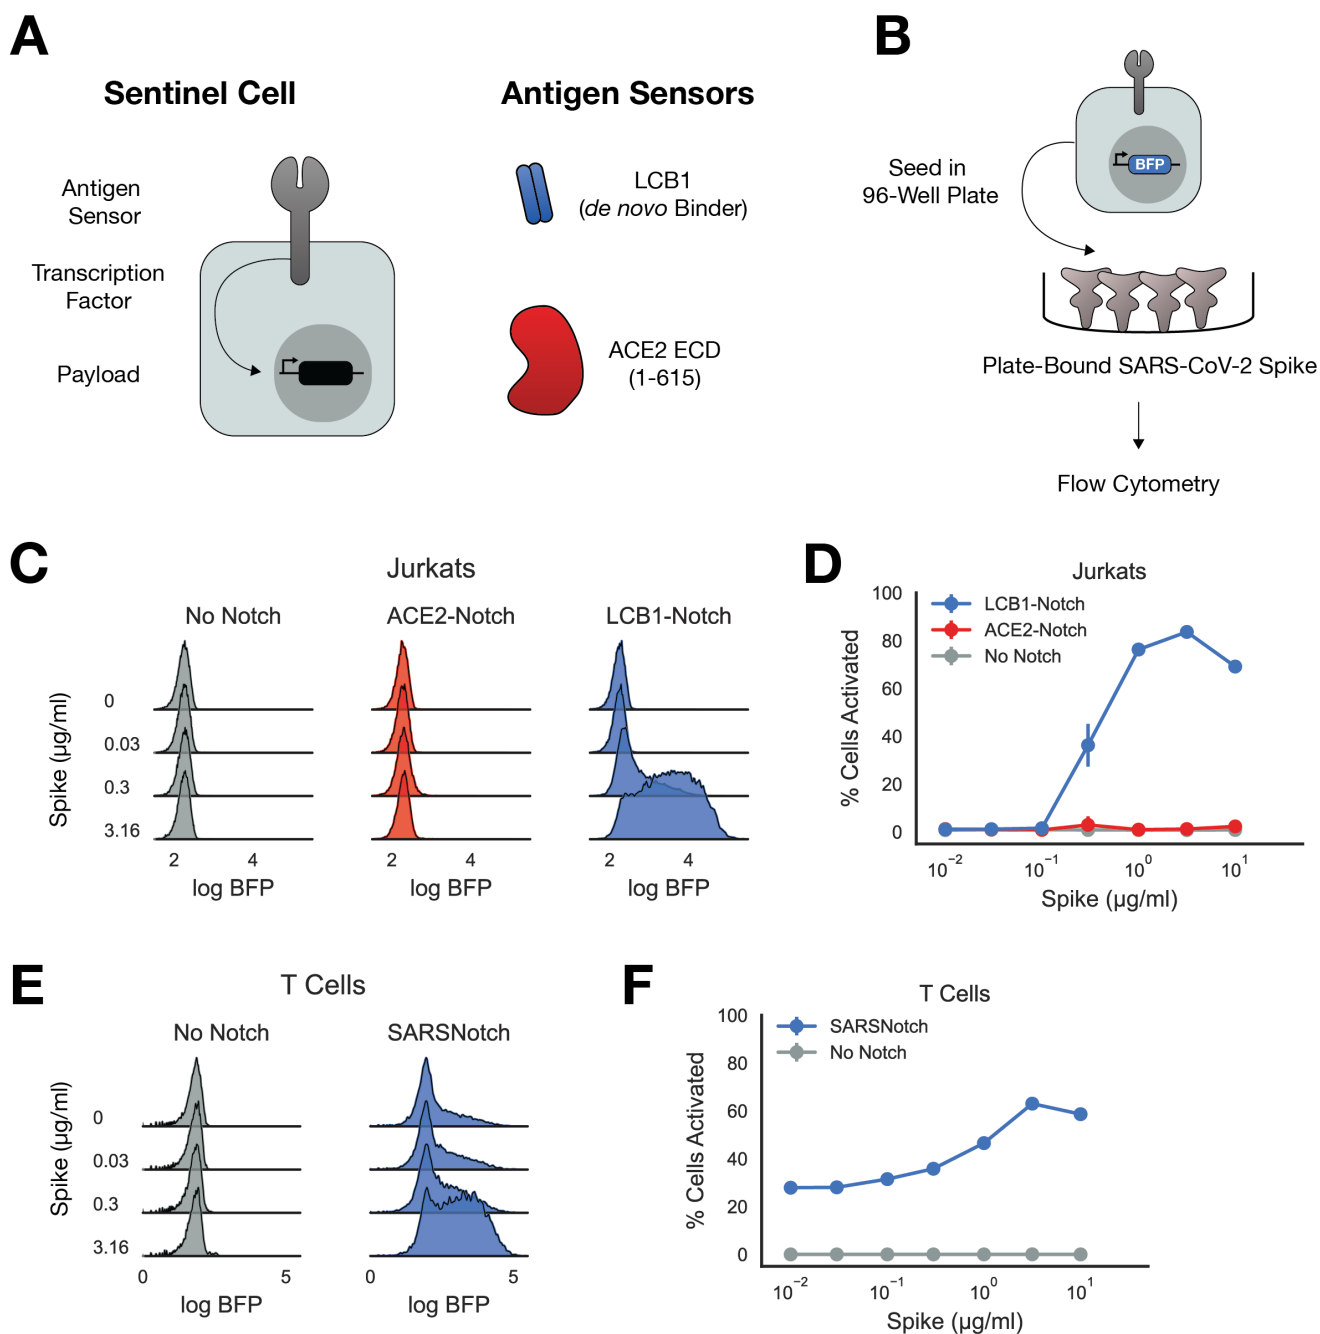 A
Sentinel Cell
Antigen Sensors
Antigen
Sensor
Transcription
Factor
Payload
LCB1
(de novo Binder)
ACE2 ECD
(1-615)
B
BFP
Seed in
96-Well Plate
Plate-Bound SARS-CoV-2 Spike
Flow Cytometry
C
Jurkats
No Notch
ACE2-Notch
LCB1-Notch
Spike (µg/ml)
0
0.03
0.3
3.16
2 4
2 4
2 4
log BFP
log BFP
log BFP
D
Jurkats
LCB1-Notch
ACE2-Notch
No Notch
% Cells Activated
100
80
60
40
20
0
10⁻² 10⁻¹ 10⁰ 10¹
Spike (µg/ml)
E
T Cells
No Notch
SARSNotch
Spike (µg/ml)
0
0.03
0.3
3.16
0 5
0 5
log BFP
log BFP
F
T Cells
SARSNotch
No Notch
% Cells Activated
100
80
60
40
20
0
10⁻² 10⁻¹ 10⁰ 10¹
Spike (µg/ml)